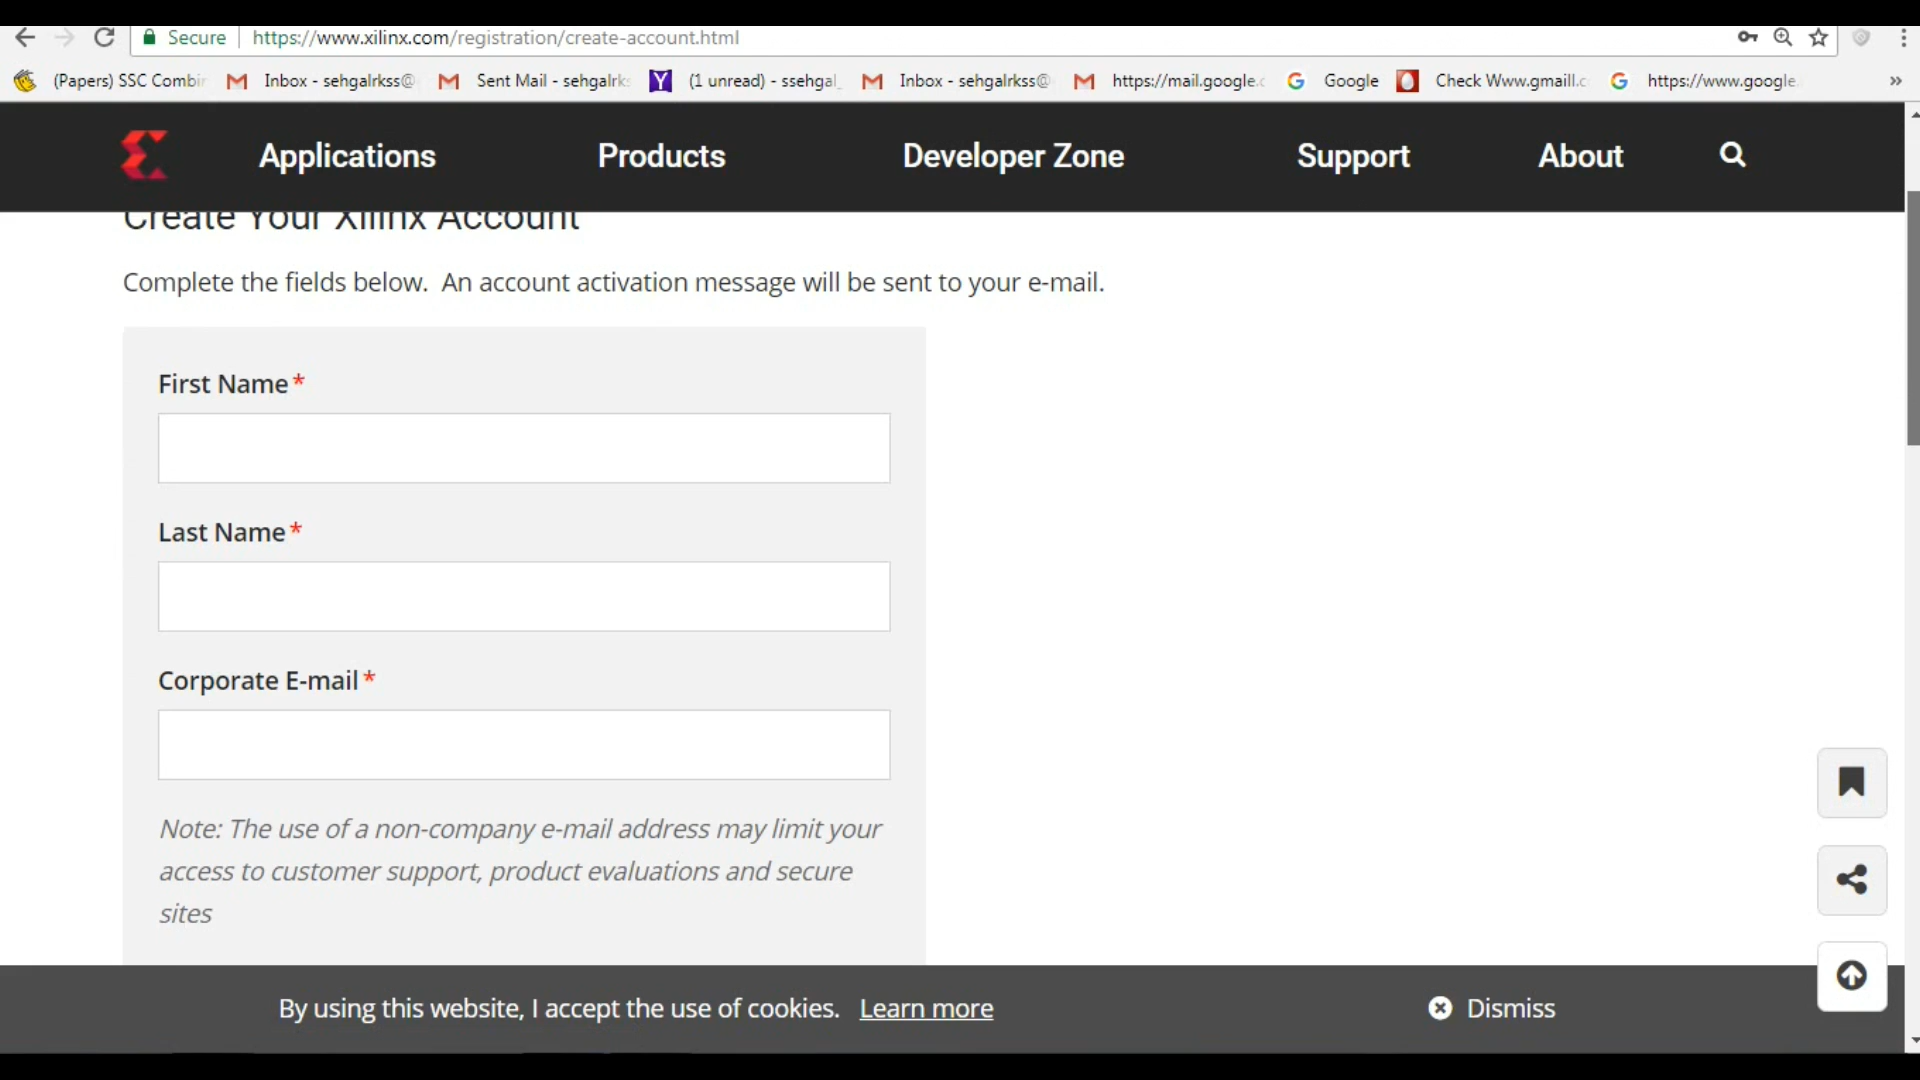 Secure https://www.xilinx.com/registration/create-account.html
(Papers) SSC Combin Inbox - sehgalrkss@ Sent Mail - sehgalrks (1 unread) - ssehgal_ Inbox - sehgalrkss@ https://mail.google.c Google Check Www.gmaill.c https://www.google. »
Applications Products Developer Zone Support About
Create Your Xilinx Account
Complete the fields below. An account activation message will be sent to your e-mail.
First Name*
Last Name*
Corporate E-mail*
Note: The use of a non-company e-mail address may limit your
access to customer support, product evaluations and secure
sites
By using this website, I accept the use of cookies. Learn more Dismiss